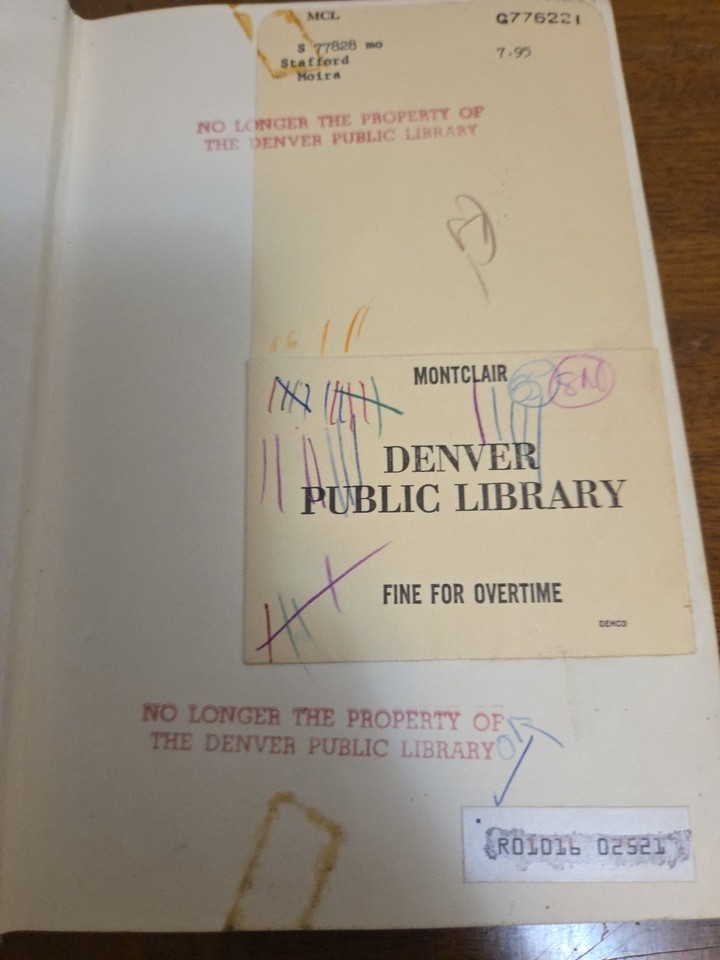 MCL
Q776221
S 77828 mo
7.95
Stafford
Moira
NO LONGER THE PROPERTY OF
THE DENVER PUBLIC LIBRARY
86
MONTCLAIR
DENVER
PUBLIC LIBRARY
FINE FOR OVERTIME
DEMCO
NO LONGER THE PROPERTY OF
THE DENVER PUBLIC LIBRARY
R01016 02521